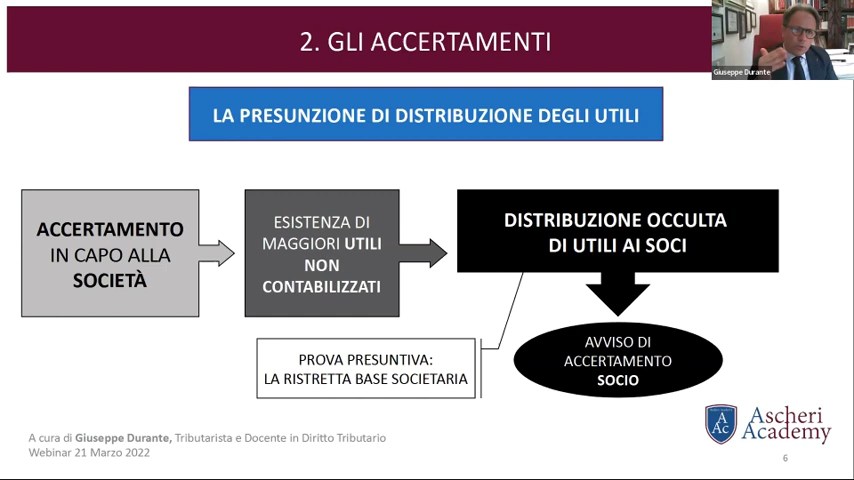 2. GLI ACCERTAMENTI
Giuseppe Durante
LA PRESUNZIONE DI DISTRIBUZIONE DEGLI UTILI
ACCERTAMENTO
IN CAPO ALLA
SOCIETÀ
ESISTENZA DI
MAGGIORI UTILI
NON
CONTABILIZZATI
DISTRIBUZIONE OCCULTA
DI UTILI AI SOCI
PROVA PRESUNTIVA:
LA RISTRETTA BASE SOCIETARIA
AVVISO DI
ACCERTAMENTO
SOCIO
A cura di Giuseppe Durante, Tributarista e Docente in Diritto Tributario
Webinar 21 Marzo 2022
A
Ac
Ascheri
Academy
6